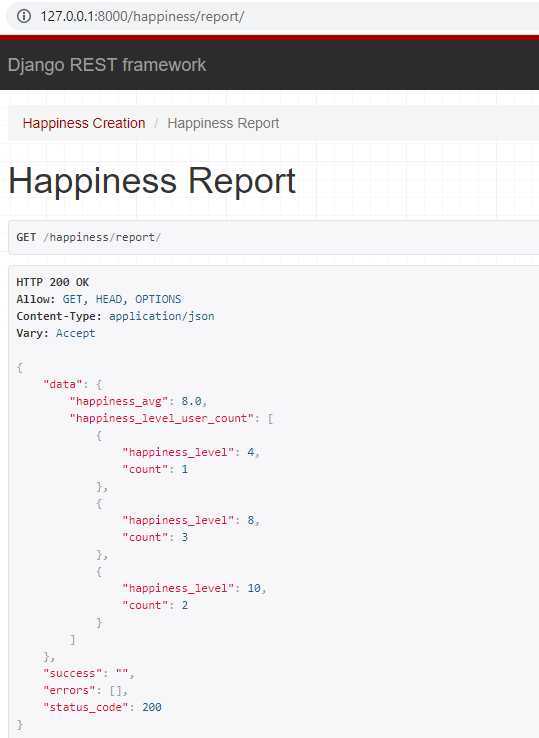 127.0.0.1:8000/happiness/report/
Django REST framework
Happiness Creation / Happiness Report
Happiness Report
GET /happiness/report/
HTTP 200 OK
Allow: GET, HEAD, OPTIONS
Content-Type: application/json
Vary: Accept
{
    "data": {
        "happiness_avg": 8.0,
        "happiness_level_user_count": [
            {
                "happiness_level": 4,
                "count": 1
            },
            {
                "happiness_level": 8,
                "count": 3
            },
            {
                "happiness_level": 10,
                "count": 2
            }
        ]
    },
    "success": "",
    "errors": [],
    "status_code": 200
}